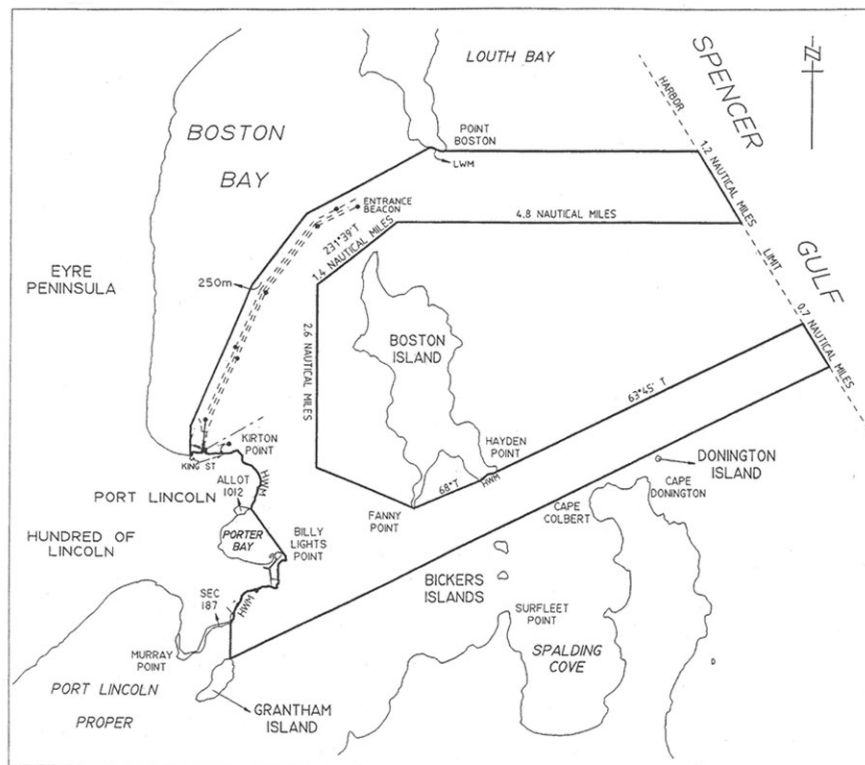 LOUTH BAY
SPENCER
GULF
HARBOR
LIMIT
N
BOSTON
BAY
POINT
BOSTON
LWM
1.2 NAUTICAL MILES
ENTRANCE
BEACON
4.8 NAUTICAL MILES
231°39'T
1.4 NAUTICAL MILES
EYRE
PENINSULA
250m
2.6 NAUTICAL MILES
BOSTON
ISLAND
0.7 NAUTICAL MILES
63°45' T
KIRTON
POINT
KING ST
HAYDEN
POINT
HWM
68°T
DONINGTON
ISLAND
PORT LINCOLN
ALLOT
1012
HWM
FANNY
POINT
CAPE
COLBERT
CAPE
DONINGTON
HUNDRED OF
LINCOLN
PORTER
BAY
BILLY
LIGHTS
POINT
BICKERS
ISLANDS
SEC
187
HWM
SURFLEET
POINT
MURRAY
POINT
SPALDING
COVE
PORT LINCOLN
PROPER
GRANTHAM
ISLAND